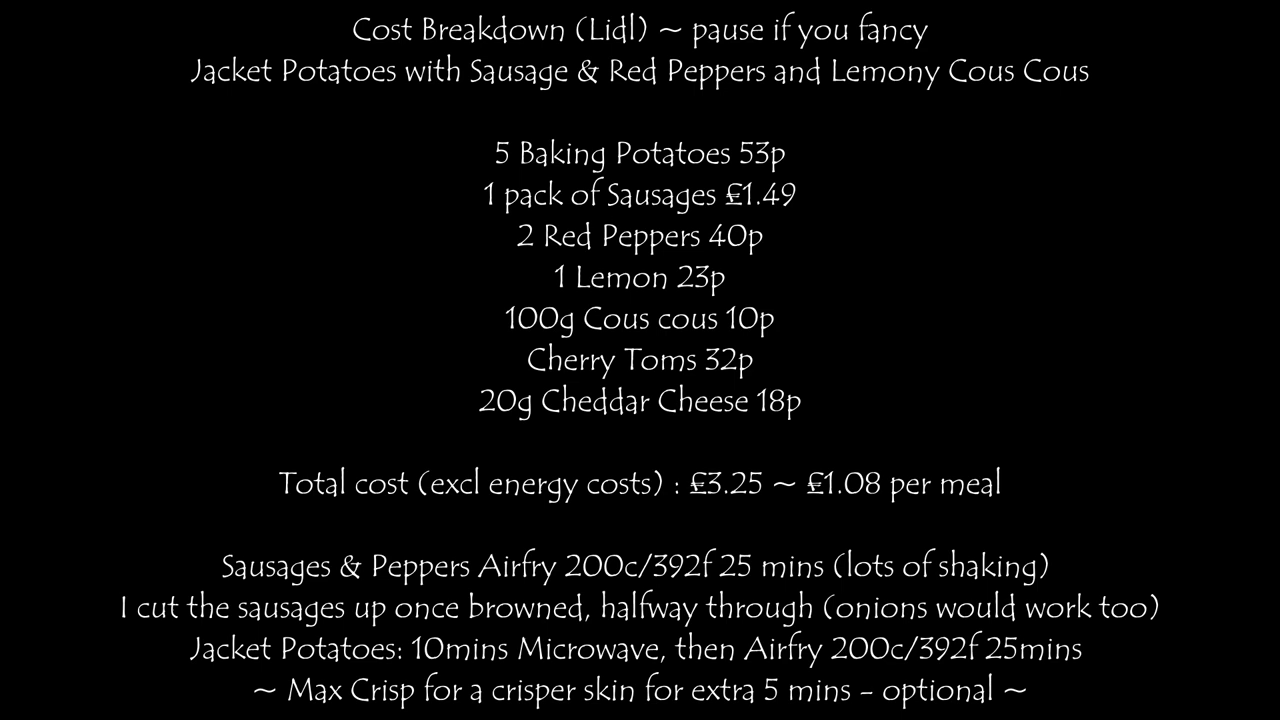 Cost Breakdown (Lidl) ~ pause if you fancy
Jacket Potatoes with Sausage & Red Peppers and Lemony Cous Cous
5 Baking Potatoes 53p
1 pack of Sausages £1.49
2 Red Peppers 40p
1 Lemon 23p
100g Cous cous 10p
Cherry Toms 32p
20g Cheddar Cheese 18p
Total cost (excl energy costs) : £3.25 ~ £1.08 per meal
Sausages & Peppers Airfry 200c/392f 25 mins (lots of shaking)
I cut the sausages up once browned, halfway through (onions would work too)
Jacket Potatoes: 10mins Microwave, then Airfry 200c/392f 25mins
~ Max Crisp for a crisper skin for extra 5 mins - optional ~